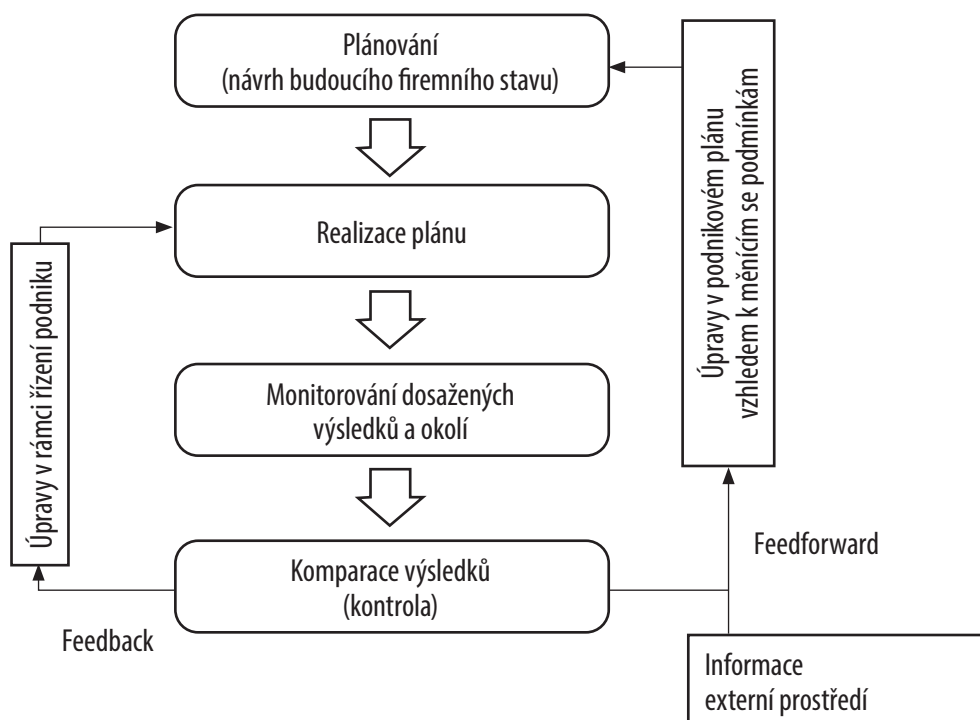 Plánování
(návrh budoucího firemního stavu)
Realizace plánu
Monitorování dosažených
výsledků a okolí
Komparace výsledků
(kontrola)
Úpravy v rámci řízení podniku
Feedback
Úpravy v podnikovém plánu
vzhledem k měnícím se podmínkám
Feedforward
Informace
externí prostředí